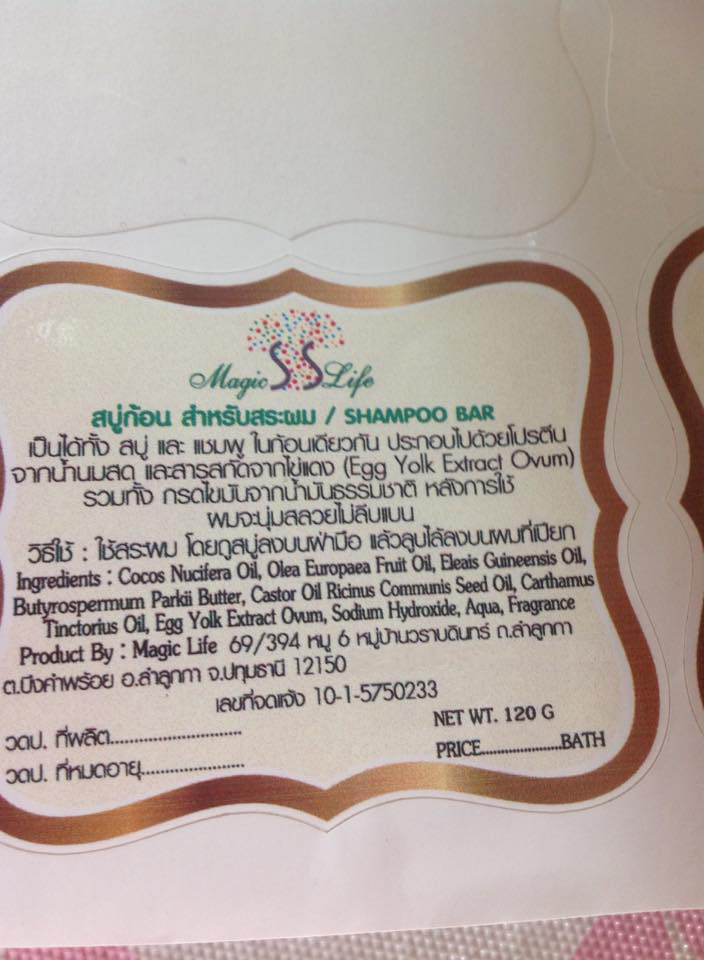 Magic SS Life
สบู่ก้อน สำหรับสระผม / SHAMPOO BAR
เป็นได้ทั้ง สบู่ และ แชมพู ในก้อนเดียวกัน ประกอบไปด้วยโปรตีน
จากน้ำนมสด และสารสกัดจากไข่แดง (Egg Yolk Extract Ovum)
รวมทั้ง กรดไขมันจากน้ำมันธรรมชาติ หลังการใช้
ผมจะนุ่มสลวยไม่ลีบแบน
วิธีใช้ : ใช้สระผม โดยถูสบู่ลงบนฝ่ามือ แล้วลูบไล้ลงบนผมที่เปียก
Ingredients : Cocos Nucifera Oil, Olea Europaea Fruit Oil, Eleais Guineensis Oil,
Butyrospermum Parkii Butter, Castor Oil Ricinus Communis Seed Oil, Carthamus
Tinctorius Oil, Egg Yolk Extract Ovum, Sodium Hydroxide, Aqua, Fragrance
Product By : Magic Life 69/394 หมู่ 6 หมู่บ้านวราบดินทร์ ถ.ลำลูกกา
ต.บึงคำพร้อย อ.ลำลูกกา จ.ปทุมธานี 12150
เลขที่จดแจ้ง 10-1-5750233
วดป. ที่ผลิต........................... NET WT. 120 G
วดป. ที่หมดอายุ..................... PRICE.....................BATH